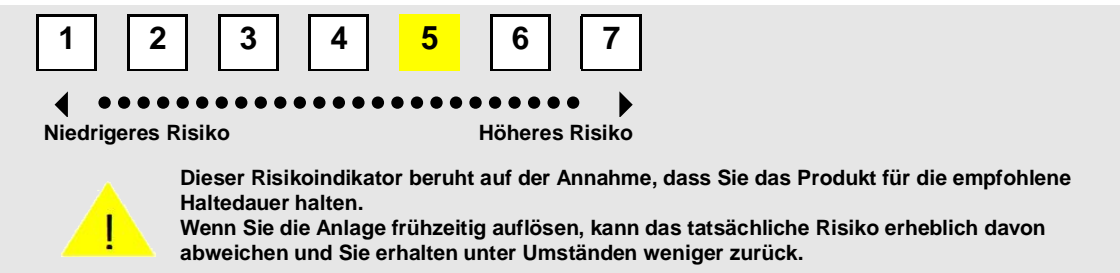 1 2 3 4 5 6 7
Niedrigeres Risiko Höheres Risiko
Dieser Risikoindikator beruht auf der Annahme, dass Sie das Produkt für die empfohlene
Haltedauer halten.
Wenn Sie die Anlage frühzeitig auflösen, kann das tatsächliche Risiko erheblich davon
abweichen und Sie erhalten unter Umständen weniger zurück.
!